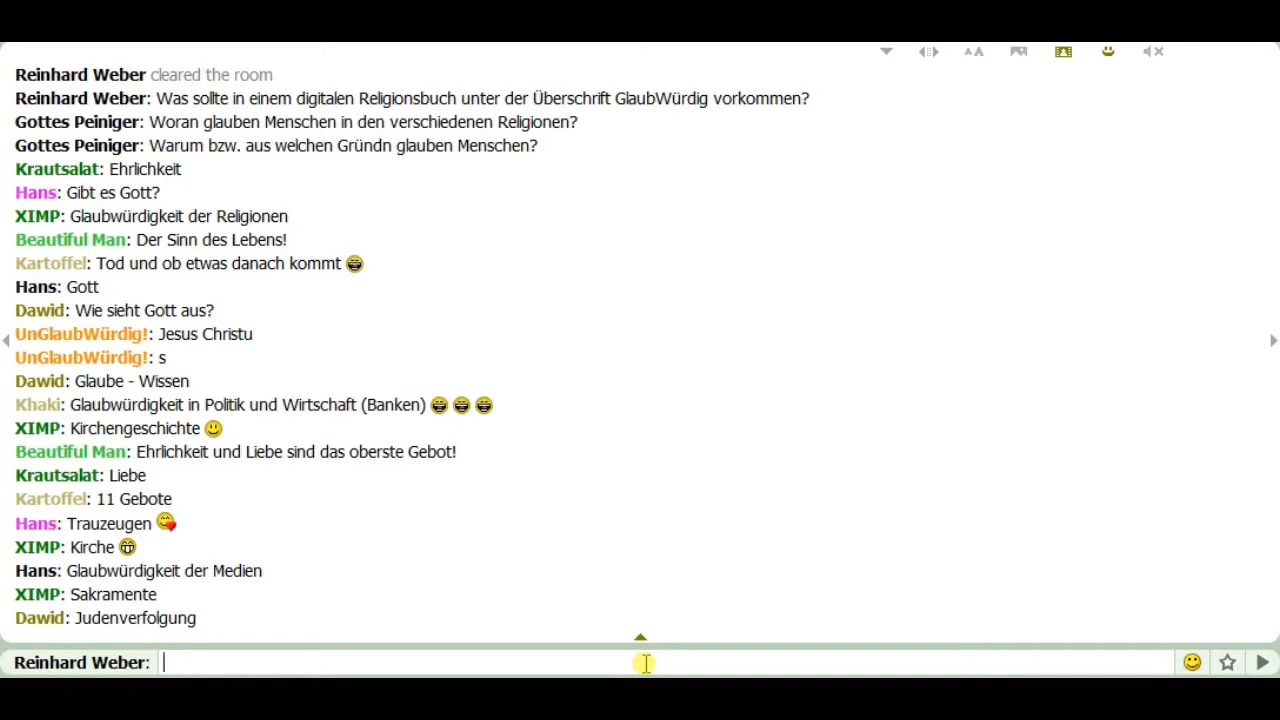 Reinhard Weber cleared the room
Reinhard Weber: Was sollte in einem digitalen Religionsbuch unter der Überschrift GlaubWürdig vorkommen?
Gottes Peiniger: Woran glauben Menschen in den verschiedenen Religionen?
Gottes Peiniger: Warum bzw. aus welchen Gründn glauben Menschen?
Krautsalat: Ehrlichkeit
Hans: Gibt es Gott?
XIMP: Glaubwürdigkeit der Religionen
Beautiful Man: Der Sinn des Lebens!
Kartoffel: Tod und ob etwas danach kommt
Hans: Gott
Dawid: Wie sieht Gott aus?
UnGlaubWürdig!: Jesus Christu
UnGlaubWürdig!: s
Dawid: Glaube - Wissen
Khaki: Glaubwürdigkeit in Politik und Wirtschaft (Banken)
XIMP: Kirchengeschichte
Beautiful Man: Ehrlichkeit und Liebe sind das oberste Gebot!
Krautsalat: Liebe
Kartoffel: 11 Gebote
Hans: Trauzeugen
XIMP: Kirche
Hans: Glaubwürdigkeit der Medien
XIMP: Sakramente
Dawid: Judenverfolgung
Reinhard Weber: